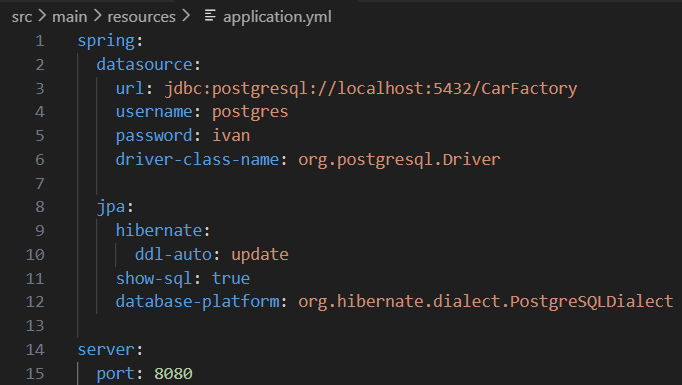 src > main > resources > application.yml
1 spring:
2   datasource:
3     url: jdbc:postgresql://localhost:5432/CarFactory
4     username: postgres
5     password: ivan
6     driver-class-name: org.postgresql.Driver
7
8   jpa:
9     hibernate:
10       ddl-auto: update
11     show-sql: true
12     database-platform: org.hibernate.dialect.PostgreSQLDialect
13
14 server:
15   port: 8080